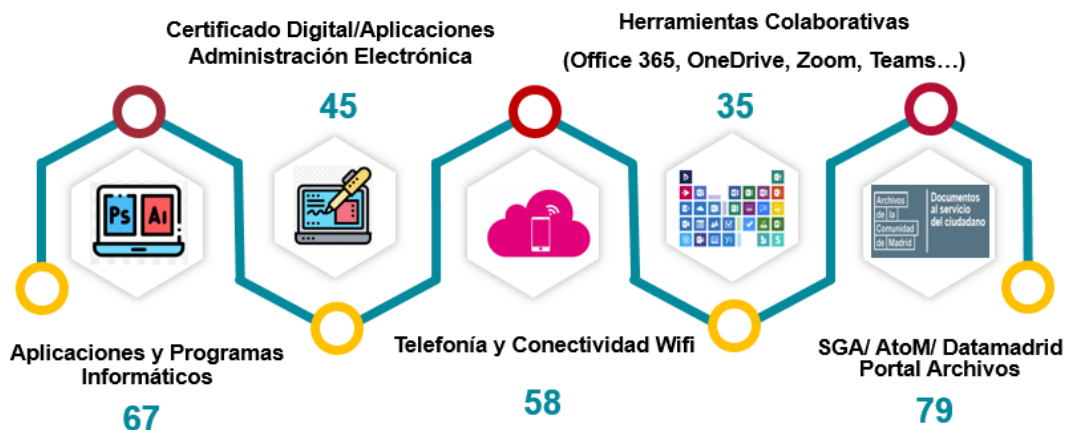 Certificado Digital/Aplicaciones
Administración Electrónica
45
Herramientas Colaborativas
(Office 365, OneDrive, Zoom, Teams…)
35
Ps
Ai
Archivos
de la
Comunidad
de Madrid
Documentos
al servicio
del ciudadano
Aplicaciones y Programas
Informáticos
67
Telefonía y Conectividad Wifi
58
SGA/ AtoM/ Datamadrid
Portal Archivos
79